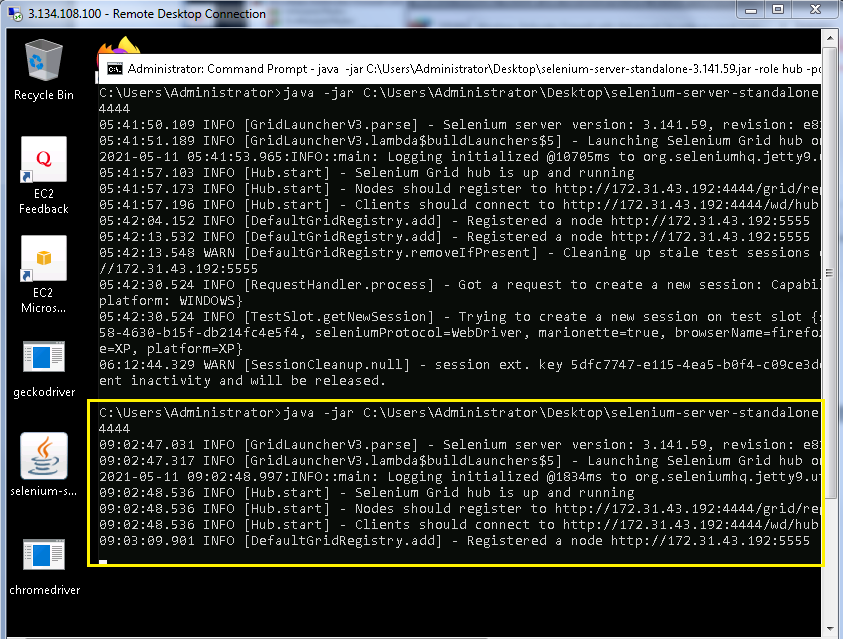 3.134.108.100 - Remote Desktop Connection
Recycle Bin
EC2
Feedback
EC2
Micros...
geckodriver
selenium-s...
chromedriver
Administrator: Command Prompt - java -jar C:\Users\Administrator\Desktop\selenium-server-standalone-3.141.59.jar -role hub -po
C:\Users\Administrator>java -jar C:\Users\Administrator\Desktop\selenium-server-standalone
4444
05:41:50.109 INFO [GridLauncherV3.parse] - Selenium server version: 3.141.59, revision: e82
05:41:51.189 INFO [GridLauncherV3.lambda$buildLaunchers$5] - Launching Selenium Grid hub on
2021-05-11 05:41:53.965:INFO::main: Logging initialized @10705ms to org.seleniumhq.jetty9.u
05:41:57.103 INFO [Hub.start] - Selenium Grid hub is up and running
05:41:57.173 INFO [Hub.start] - Nodes should register to http://172.31.43.192:4444/grid/reg
05:41:57.196 INFO [Hub.start] - Clients should connect to http://172.31.43.192:4444/wd/hub
05:42:04.152 INFO [DefaultGridRegistry.add] - Registered a node http://172.31.43.192:5555
05:42:13.532 INFO [DefaultGridRegistry.add] - Registered a node http://172.31.43.192:5555
05:42:13.548 WARN [DefaultGridRegistry.removeIfPresent] - Cleaning up stale test sessions o
//172.31.43.192:5555
05:42:30.524 INFO [RequestHandler.process] - Got a request to create a new session: Capabil
platform: WINDOWS}
05:42:30.524 INFO [TestSlot.getNewSession] - Trying to create a new session on test slot {s
58-4630-b15f-db214fc4e5f4, seleniumProtocol=WebDriver, marionette=true, browserName=firefox
e=XP, platform=XP}
06:12:44.329 WARN [SessionCleanup.null] - session ext. key 5dfc7747-e115-4ea5-b0f4-c09ce3d
ent inactivity and will be released.
C:\Users\Administrator>java -jar C:\Users\Administrator\Desktop\selenium-server-standalone
4444
09:02:47.031 INFO [GridLauncherV3.parse] - Selenium server version: 3.141.59, revision: e82
09:02:47.317 INFO [GridLauncherV3.lambda$buildLaunchers$5] - Launching Selenium Grid hub on
2021-05-11 09:02:48.997:INFO::main: Logging initialized @1834ms to org.seleniumhq.jetty9.ut
09:02:48.536 INFO [Hub.start] - Selenium Grid hub is up and running
09:02:48.536 INFO [Hub.start] - Nodes should register to http://172.31.43.192:4444/grid/reg
09:02:48.536 INFO [Hub.start] - Clients should connect to http://172.31.43.192:4444/wd/hub
09:03:09.901 INFO [DefaultGridRegistry.add] - Registered a node http://172.31.43.192:5555